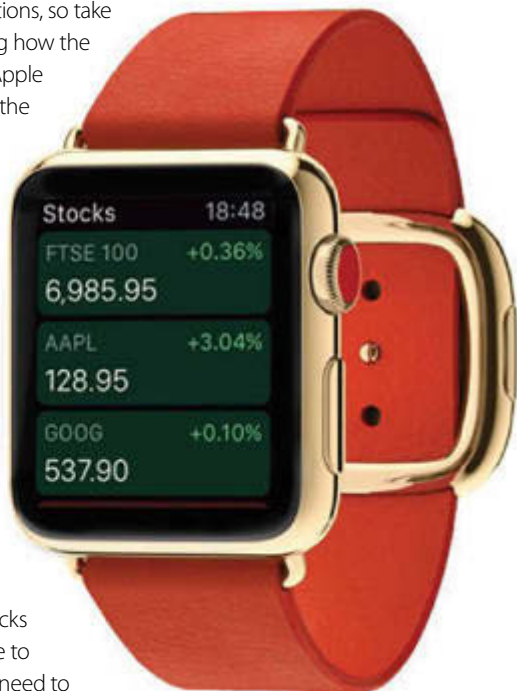 tions, so take
g how the
Apple
the
Stocks 18:48
FTSE 100 +0.36%
6,985.95
AAPL +3.04%
128.95
GOOG +0.10%
537.90
cks
e to
need to